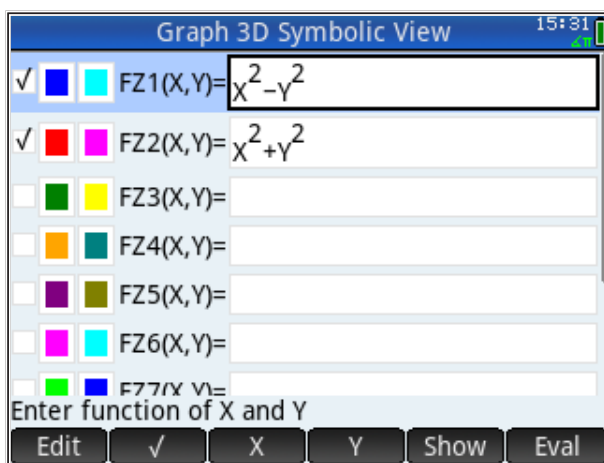 Graph 3D Symbolic View
15:31
∡π
√ FZ1(X,Y)= X²−Y²
√ FZ2(X,Y)= X²+Y²
FZ3(X,Y)=
FZ4(X,Y)=
FZ5(X,Y)=
FZ6(X,Y)=
FZ7(X,Y)=
Enter function of X and Y
Edit √ X Y Show Eval